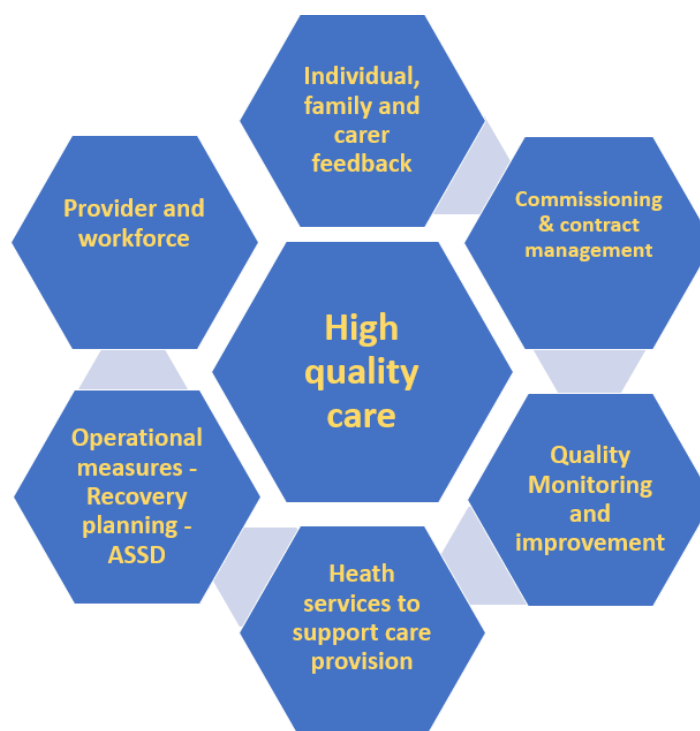 Individual,
family and
carer
feedback
Commissioning
& contract
management
Quality
Monitoring
and
improvement
Heath
services to
support care
provision
Operational
measures -
Recovery
planning -
ASSD
Provider and
workforce
High
quality
care